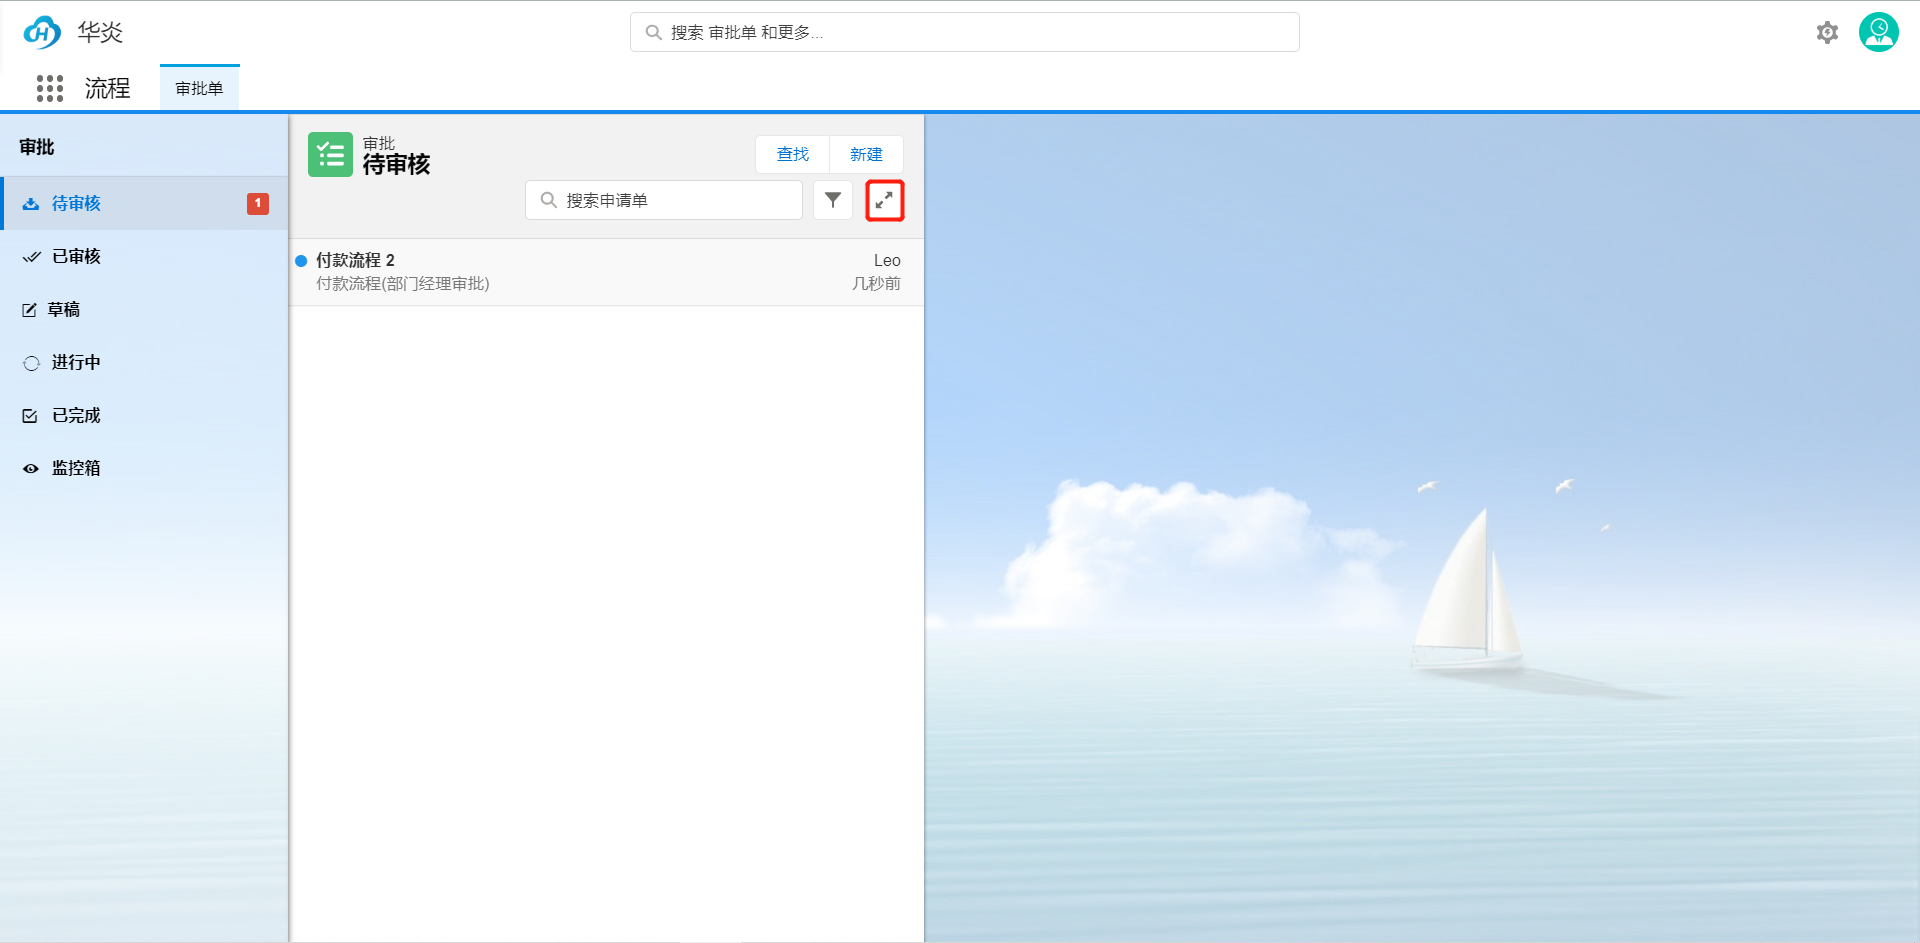 华炎
搜索 审批单 和更多...
流程
审批单
审批
待审核
1
已审核
草稿
进行中
已完成
监控箱
审批
待审核
查找
新建
搜索申请单
付款流程 2
Leo
付款流程(部门经理审批)
几秒前